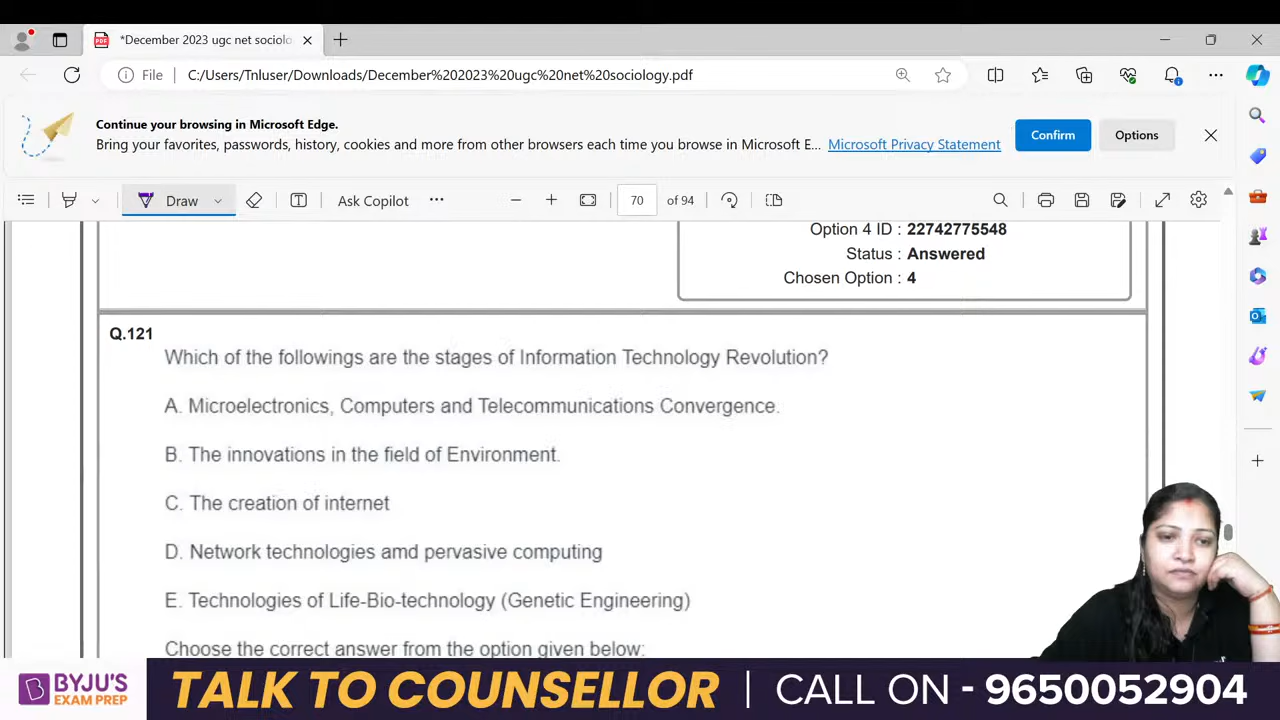 *December 2023 ugc net sociolo
File
C:/Users/Tnluser/Downloads/December%202023%20ugc%20net%20sociology.pdf
Continue your browsing in Microsoft Edge.
Bring your favorites, passwords, history, cookies and more from other browsers each time you browse in Microsoft E... Microsoft Privacy Statement
Confirm
Options
Draw
Ask Copilot
70 of 94
Option 4 ID : 22742775548
Status : Answered
Chosen Option : 4
Q.121
Which of the followings are the stages of Information Technology Revolution?
A. Microelectronics, Computers and Telecommunications Convergence.
B. The innovations in the field of Environment.
C. The creation of internet
D. Network technologies amd pervasive computing
E. Technologies of Life-Bio-technology (Genetic Engineering)
Choose the correct answer from the option given below:
BYJU'S
EXAM PREP
TALK TO COUNSELLOR | CALL ON - 9650052904